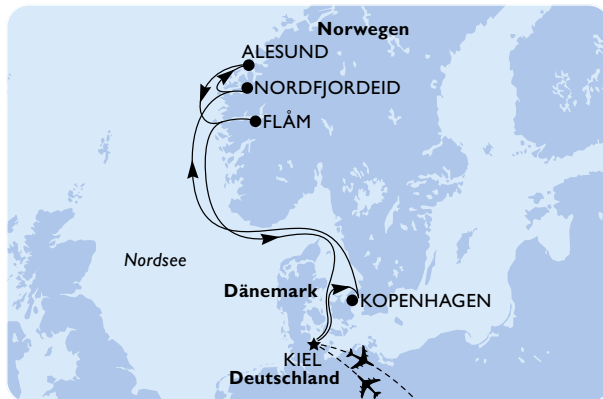 Norwegen
ALESUND
NORDFJORDEID
FLÅM
Nordsee
Dänemark
KOPENHAGEN
KIEL
Deutschland